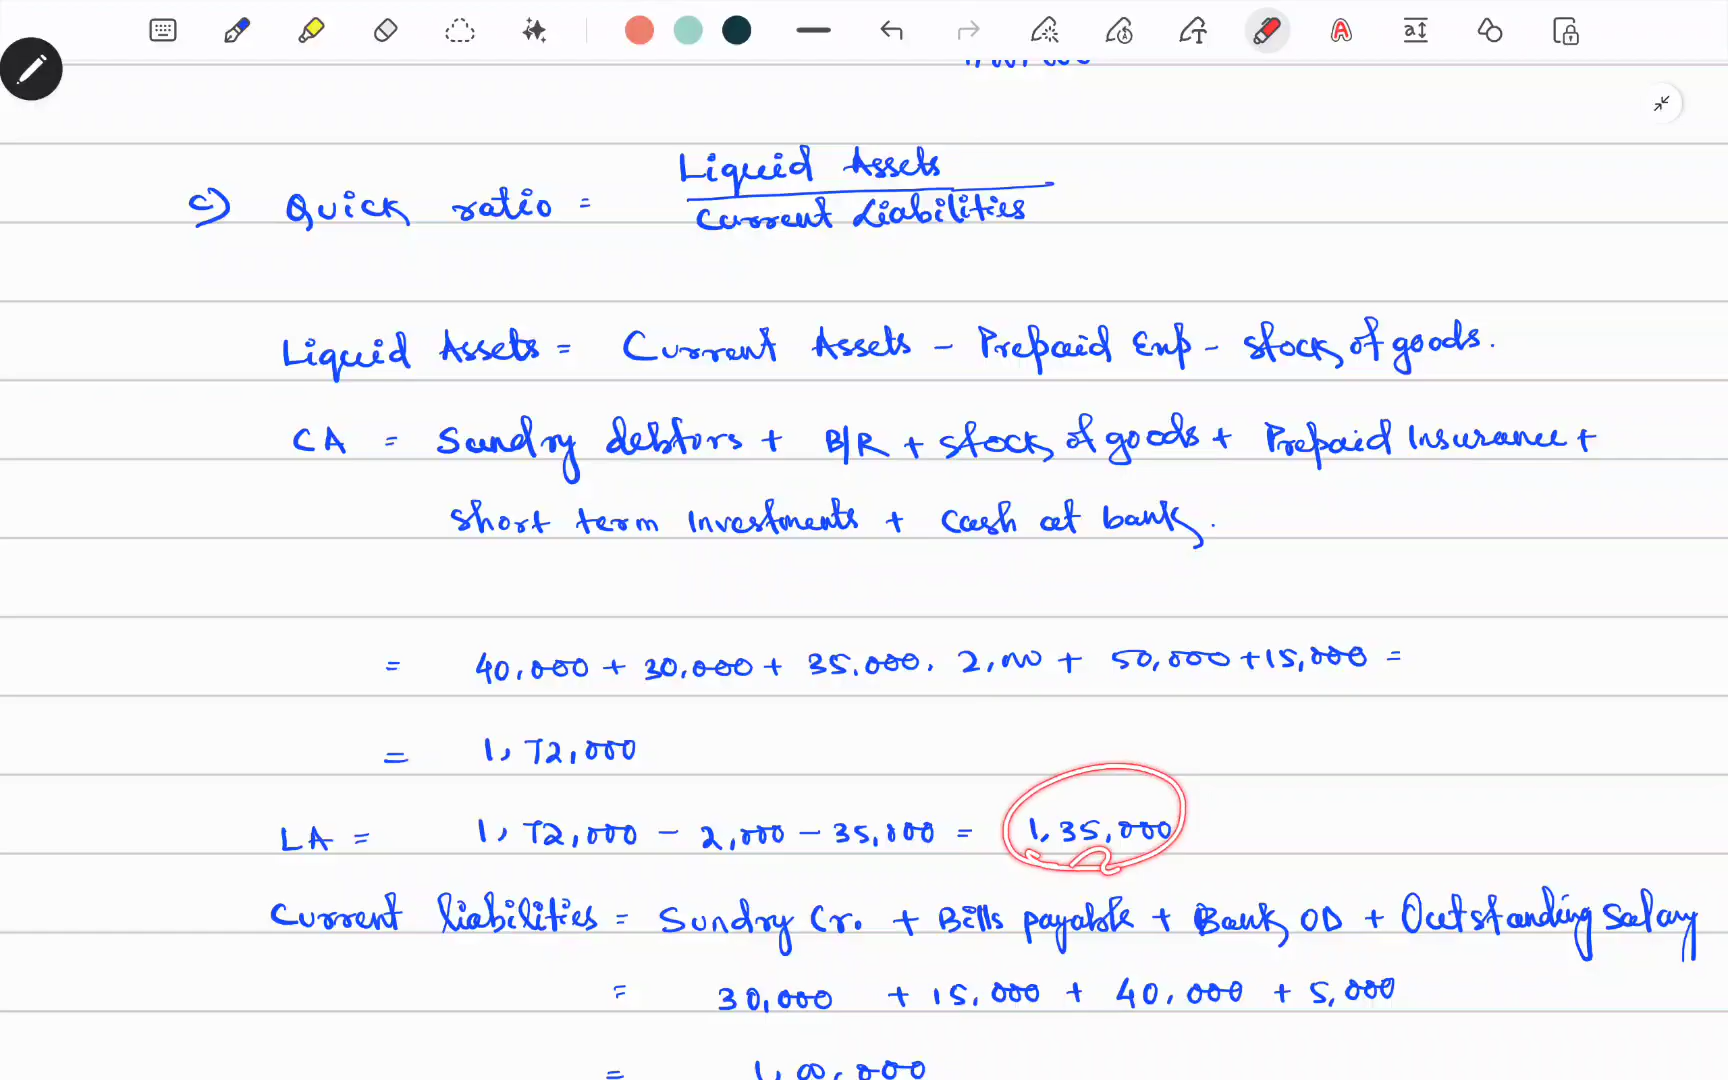 c) Quick ratio = Liquid Assets / Current Liabilities
Liquid Assets = Current Assets - Prepaid Exp - stock of goods.
CA = Sundry debtors + B/R + stock of goods + Prepaid Insurance +
short term Investments + Cash at bank.
= 40,000 + 30,000 + 35,000. 2,000 + 50,000 + 15,000 =
= 1,72,000
LA = 1,72,000 - 2,000 - 35,000 = 1,35,000
Current liabilities = Sundry Cr. + Bills payable + Bank OD + Outstanding Salary
= 30,000 + 15,000 + 40,000 + 5,000
=